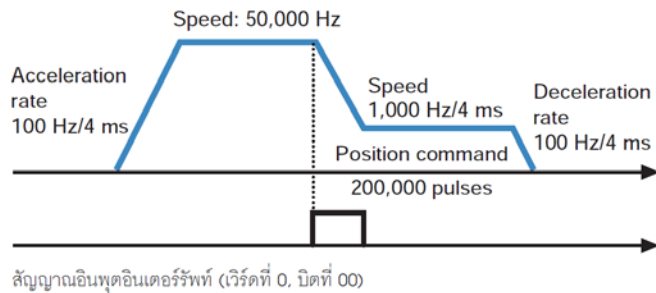 Speed: 50,000 Hz
Acceleration
rate
100 Hz/4 ms
Speed
1,000 Hz/4 ms
Deceleration
rate
100 Hz/4 ms
Position command
200,000 pulses
สัญญาณอินพุตอินเตอร์รัพท์ (เวิร์ดที่ 0, บิตที่ 00)